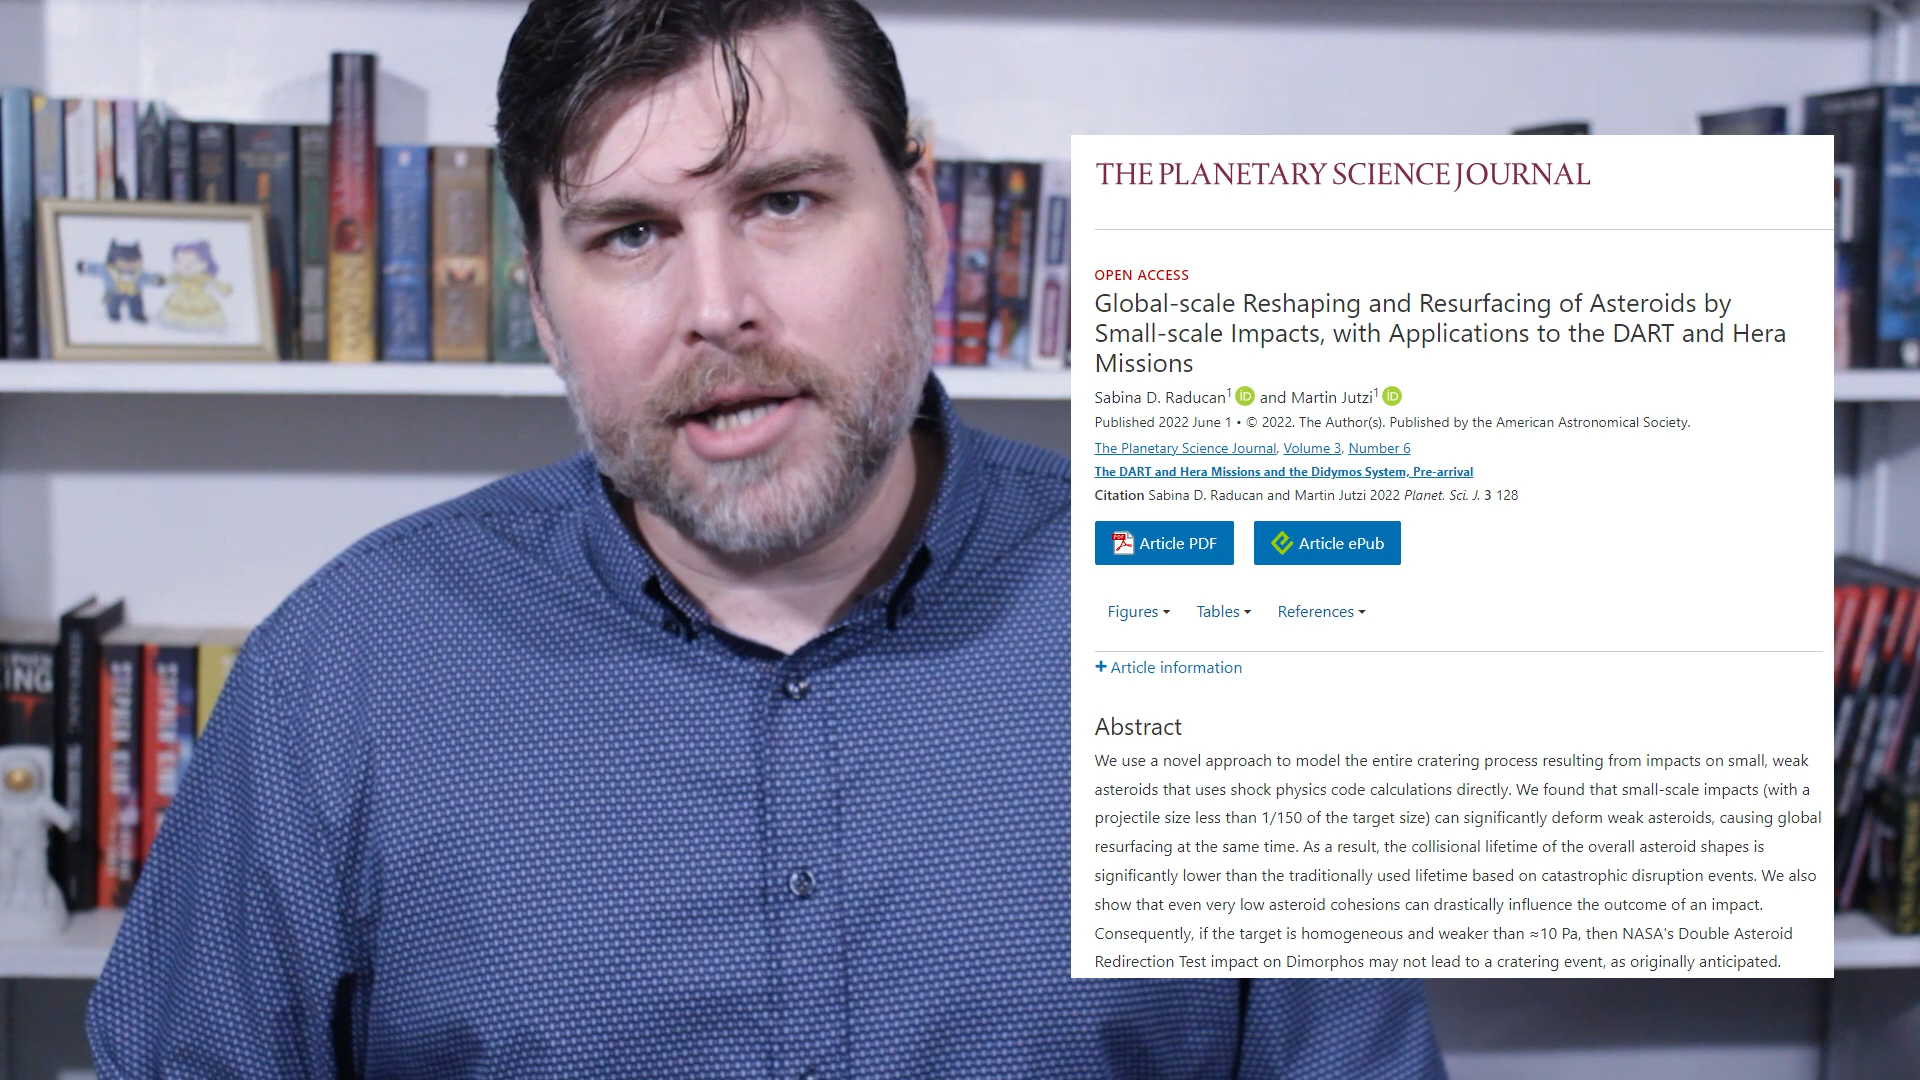 THE PLANETARY SCIENCE JOURNAL
OPEN ACCESS
Global-scale Reshaping and Resurfacing of Asteroids by
Small-scale Impacts, with Applications to the DART and Hera
Missions
Sabina D. Raducan1 iD and Martin Jutzi1 iD
Published 2022 June 1 • © 2022. The Author(s). Published by the American Astronomical Society.
The Planetary Science Journal, Volume 3, Number 6
The DART and Hera Missions and the Didymos System, Pre-arrival
Citation Sabina D. Raducan and Martin Jutzi 2022 Planet. Sci. J. 3 128
PDF Article PDF Article ePub
Figures Tables References
+ Article information
Abstract
We use a novel approach to model the entire cratering process resulting from impacts on small, weak
asteroids that uses shock physics code calculations directly. We found that small-scale impacts (with a
projectile size less than 1/150 of the target size) can significantly deform weak asteroids, causing global
resurfacing at the same time. As a result, the collisional lifetime of the overall asteroid shapes is
significantly lower than the traditionally used lifetime based on catastrophic disruption events. We also
show that even very low asteroid cohesions can drastically influence the outcome of an impact.
Consequently, if the target is homogeneous and weaker than ≈10 Pa, then NASA's Double Asteroid
Redirection Test impact on Dimorphos may not lead to a cratering event, as originally anticipated.
KING